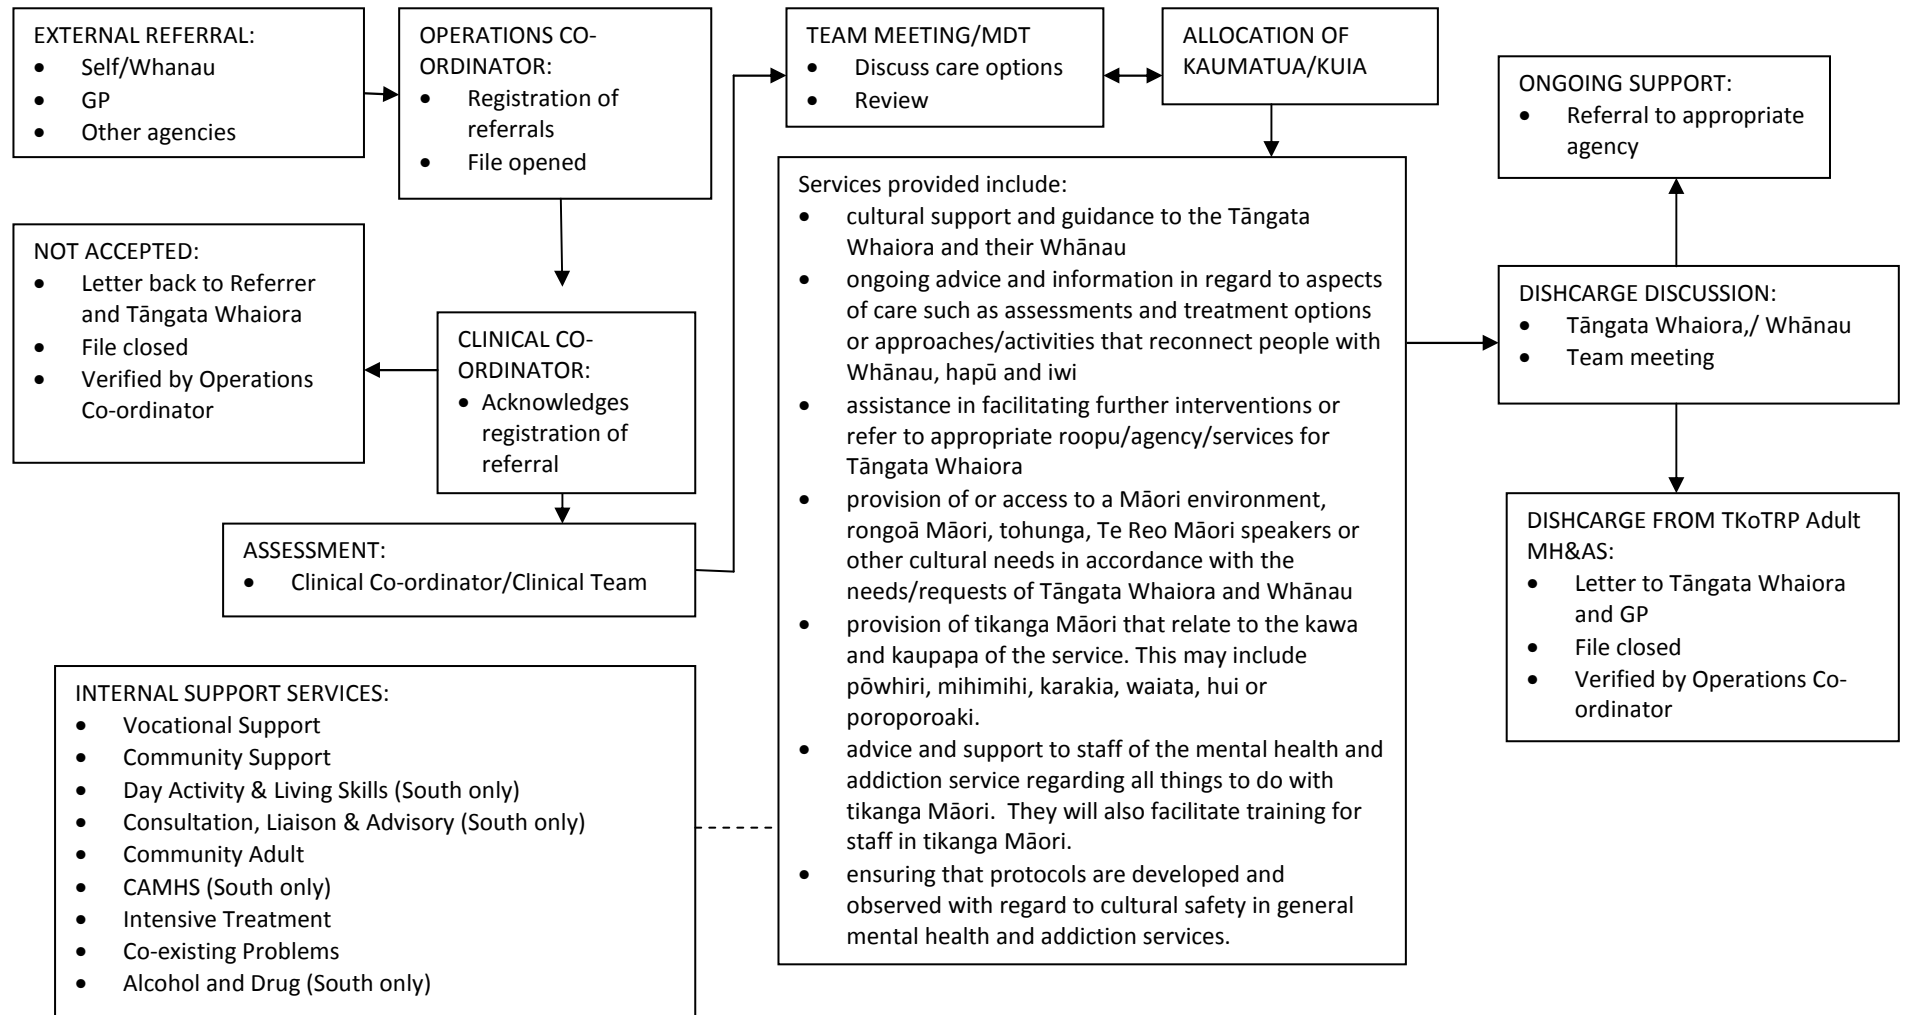 EXTERNAL REFERRAL:
• Self/Whanau
• GP
• Other agencies
OPERATIONS CO-
ORDINATOR:
• Registration of
referrals
• File opened
NOT ACCEPTED:
• Letter back to Referrer
and Tāngata Whaiora
• File closed
• Verified by Operations
Co-ordinator
CLINICAL CO-
ORDINATOR:
• Acknowledges
registration of
referral
ASSESSMENT:
• Clinical Co-ordinator/Clinical Team
INTERNAL SUPPORT SERVICES:
• Vocational Support
• Community Support
• Day Activity & Living Skills (South only)
• Consultation, Liaison & Advisory (South only)
• Community Adult
• CAMHS (South only)
• Intensive Treatment
• Co-existing Problems
• Alcohol and Drug (South only)
TEAM MEETING/MDT
• Discuss care options
• Review
ALLOCATION OF
KAUMATUA/KUIA
Services provided include:
• cultural support and guidance to the Tāngata
Whaiora and their Whānau
• ongoing advice and information in regard to aspects
of care such as assessments and treatment options
or approaches/activities that reconnect people with
Whānau, hapū and iwi
• assistance in facilitating further interventions or
refer to appropriate roopu/agency/services for
Tāngata Whaiora
• provision of or access to a Māori environment,
rongoā Māori, tohunga, Te Reo Māori speakers or
other cultural needs in accordance with the
needs/requests of Tāngata Whaiora and Whānau
• provision of tikanga Māori that relate to the kawa
and kaupapa of the service. This may include
pōwhiri, mihimihi, karakia, waiata, hui or
poroporoaki.
• advice and support to staff of the mental health and
addiction service regarding all things to do with
tikanga Māori. They will also facilitate training for
staff in tikanga Māori.
• ensuring that protocols are developed and
observed with regard to cultural safety in general
mental health and addiction services.
ONGOING SUPPORT:
• Referral to appropriate
agency
DISHCARGE DISCUSSION:
• Tāngata Whaiora,/ Whānau
• Team meeting
DISHCARGE FROM TKoTRP Adult
MH&AS:
• Letter to Tāngata Whaiora
and GP
• File closed
• Verified by Operations Co-
ordinator